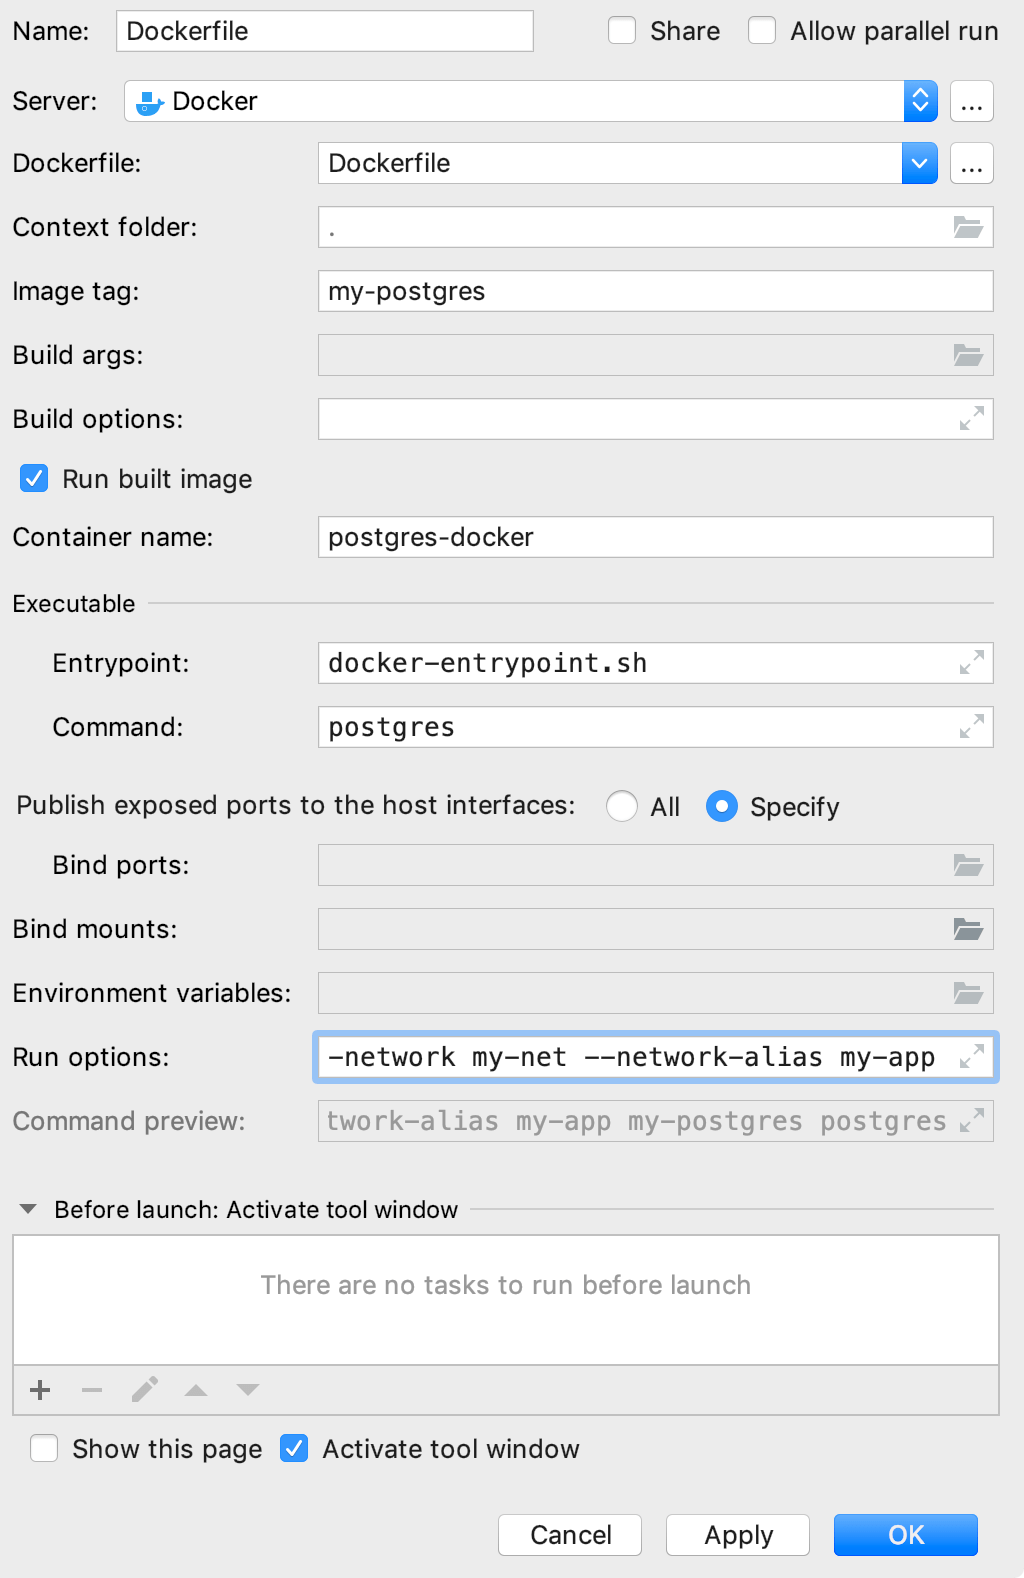 Name: Dockerfile Share Allow parallel run
Server: Docker ...
Dockerfile: Dockerfile ...
Context folder: .
Image tag: my-postgres
Build args:
Build options:
Run built image
Container name: postgres-docker
Executable
Entrypoint: docker-entrypoint.sh
Command: postgres
Publish exposed ports to the host interfaces: All Specify
Bind ports:
Bind mounts:
Environment variables:
Run options: -network my-net --network-alias my-app
Command preview: twork-alias my-app my-postgres postgres
Before launch: Activate tool window
There are no tasks to run before launch
Show this page Activate tool window
Cancel Apply OK